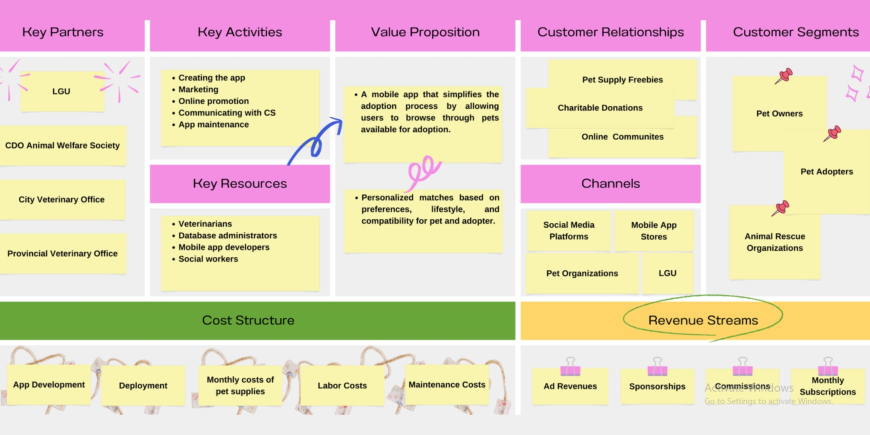 Key Partners
Key Activities
Value Proposition
Customer Relationships
Customer Segments
LGU
CDO Animal Welfare Society
City Veterinary Office
Provincial Veterinary Office
• Creating the app
• Marketing
• Online promotion
• Communicating with CS
• App maintenance
Key Resources
• Veterinarians
• Database administrators
• Mobile app developers
• Social workers
• A mobile app that simplifies the
adoption process by allowing
users to browse through pets
available for adoption.
• Personalized matches based on
preferences, lifestyle, and
compatibility for pet and adopter.
Pet Supply Freebies
Charitable Donations
Online Communites
Channels
Social Media
Platforms
Mobile App
Stores
Pet Organizations
LGU
Pet Owners
Pet Adopters
Animal Rescue
Organizations
Cost Structure
Revenue Streams
App Development
Deployment
Monthly costs of
pet supplies
Labor Costs
Maintenance Costs
Ad Revenues
Sponsorships
Commissions
Monthly
Subscriptions
Activate Windows
Go to Settings to activate Windows.